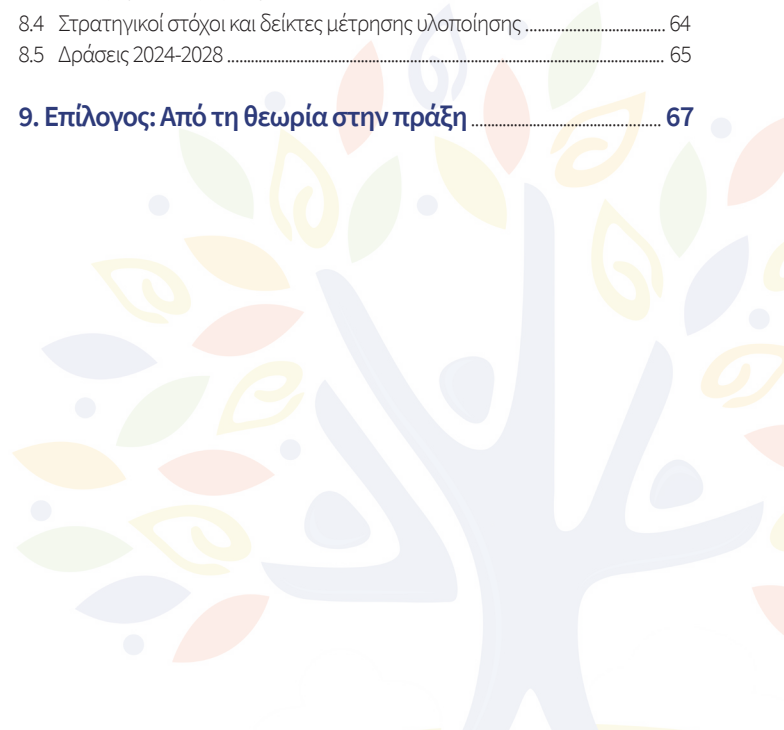 8.4 Στρατηγικοί στόχοι και δείκτες μέτρησης υλοποίησης ................................ 64
8.5 Δράσεις 2024-2028 ........................................................................................................ 65
9. Επίλογος: Από τη θεωρία στην πράξη ............................................. 67